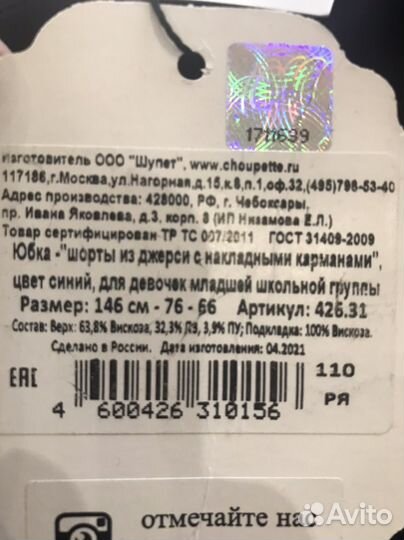 1711639
Изготовитель ООО "Шупет", www.choupette.ru
117186,г.Москва,ул.Нагорная,д.15,к.8,п.1,оф.32,(495)796-53-40
Адрес производства: 428000, РФ, г. Чебоксары,
пр. Ивана Яковлева, д.3, корп. 8 (ИП Низамова Е.Л.)
Товар сертифицирован ТР ТС 007/2011 ГОСТ 31409-2009
Юбка -"шорты из джерси с накладными карманами",
цвет синий, для девочек младшей школьной группы
Размер: 146 см - 76 - 66 Артикул: 426.31
Состав: Верх: 63,8% Вискоза, 32,3% ПЭ, 3,9% ПУ; Подкладка: 100% Вискоза.
Сделано в России. Дата изготовления: 04.2021
EAC
110
РЯ
4 600426 310156
отмечайте нас
Avito